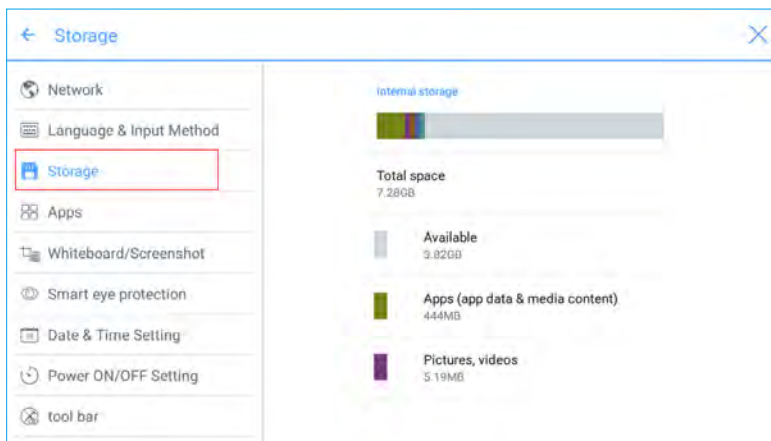 Storage
Network
Language & Input Method
Storage
Apps
Whiteboard/Screenshot
Smart eye protection
Date & Time Setting
Power ON/OFF Setting
tool bar
Internal storage
Total space
7.28GB
Available
3.82GB
Apps (app data & media content)
444MB
Pictures, videos
5.19MB